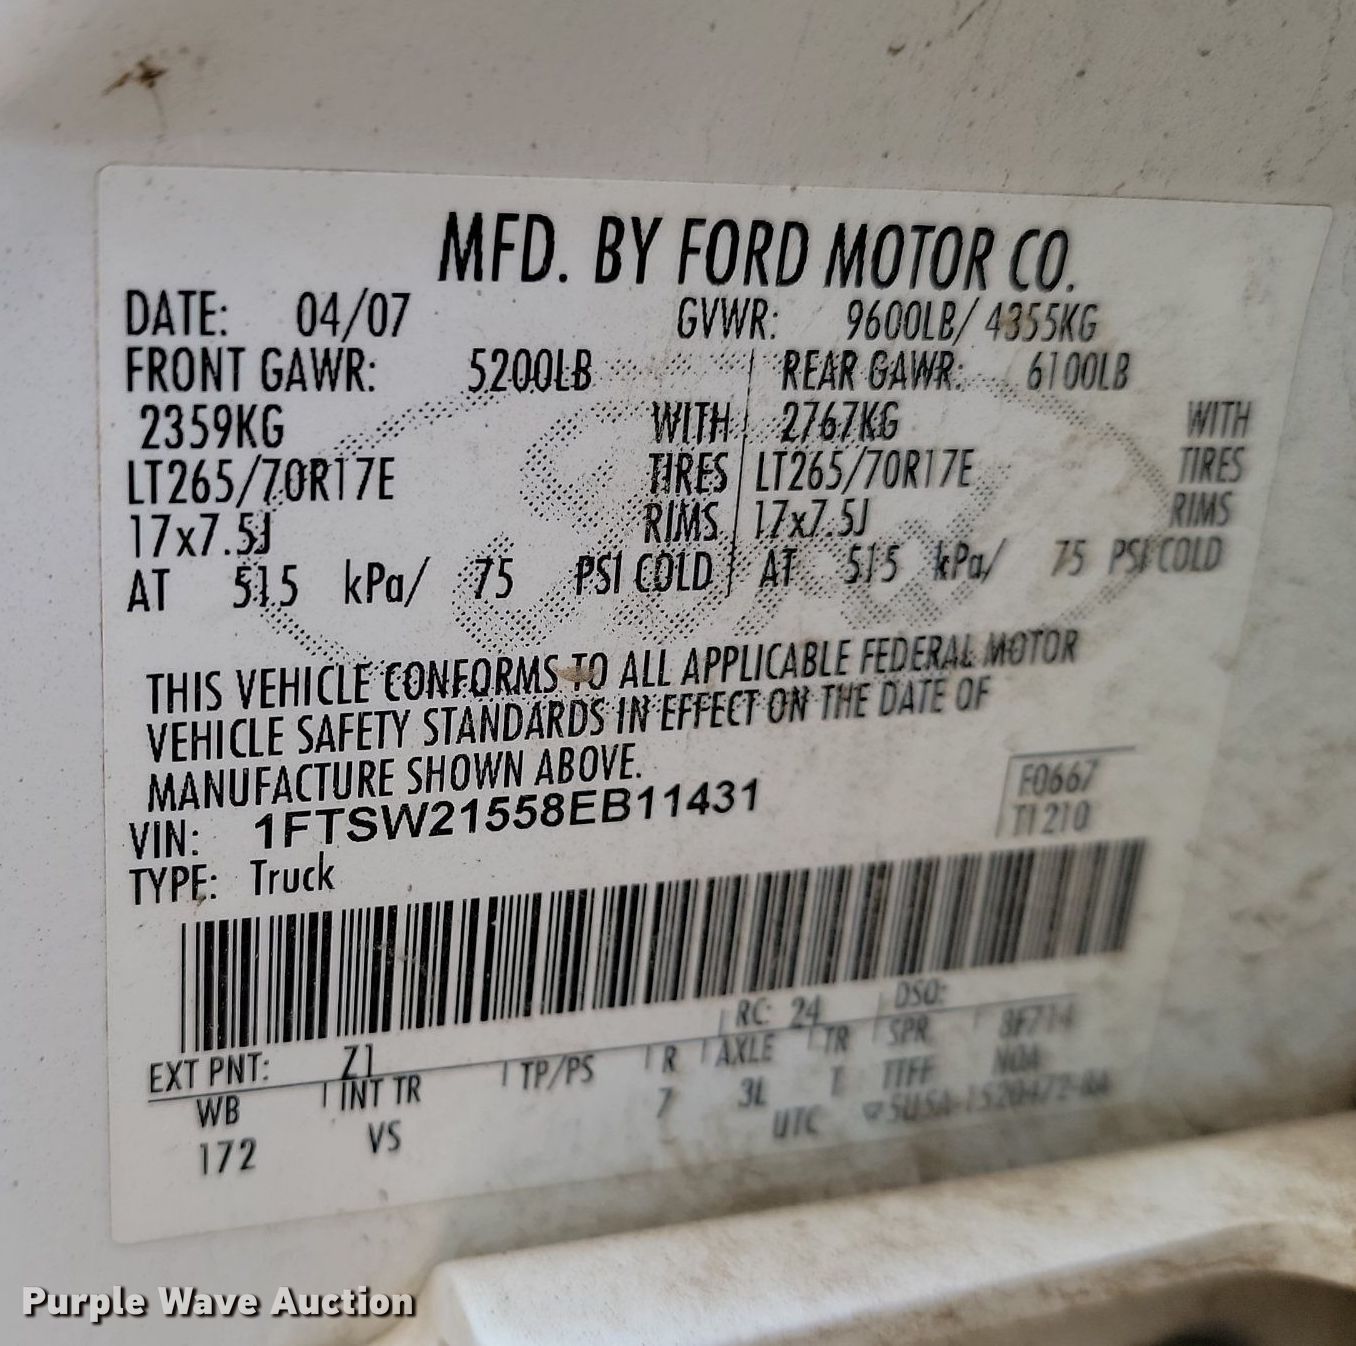 MFD. BY FORD MOTOR CO.
DATE: 04/07 GVWR: 9600LB/ 4355KG
FRONT GAWR: 5200LB REAR GAWR: 6100LB
2359KG WITH 2767KG WITH
LT265/70R17E TIRES LT265/70R17E TIRES
17x7.5J RIMS 17x7.5J RIMS
AT 515 kPa/ 75 PSI COLD AT 515 kPa/ 75 PSI COLD
THIS VEHICLE CONFORMS TO ALL APPLICABLE FEDERAL MOTOR
VEHICLE SAFETY STANDARDS IN EFFECT ON THE DATE OF
MANUFACTURE SHOWN ABOVE.
VIN: 1FTSW21558EB11431
F0667
T1210
TYPE: Truck
EXT PNT: Z1 RC: 24 DSO:
WB INT TR TP/PS R AXLE TR SPR 8F714
172 VS 7 3L
UTC
Purple Wave Auction